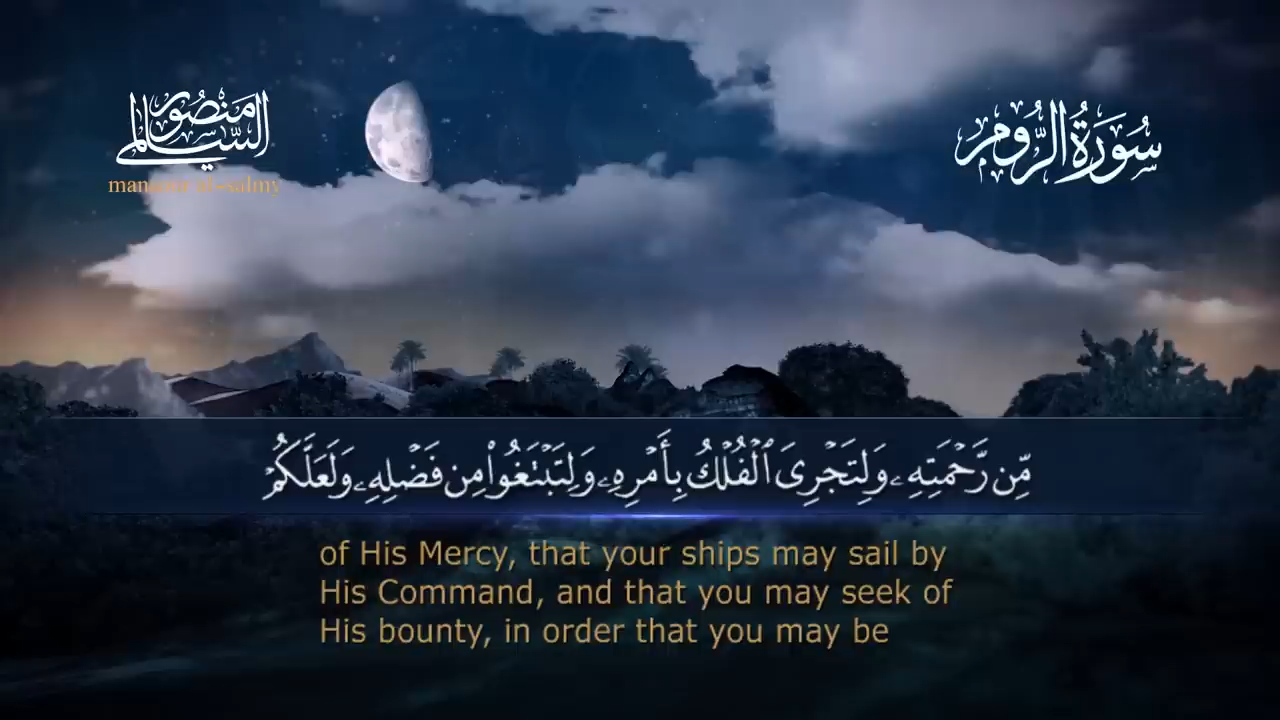 منصور السالمي
mansour al-salmy
سُورَةُ الرُّومِ
مِّن رَّحْمَتِهِۦ وَلِتَجْرِىَ ٱلْفُلْكُ بِأَمْرِهِۦ وَلِتَبْتَغُوا۟ مِن فَضْلِهِۦ وَلَعَلَّكُمْ
of His Mercy, that your ships may sail by
His Command, and that you may seek of
His bounty, in order that you may be